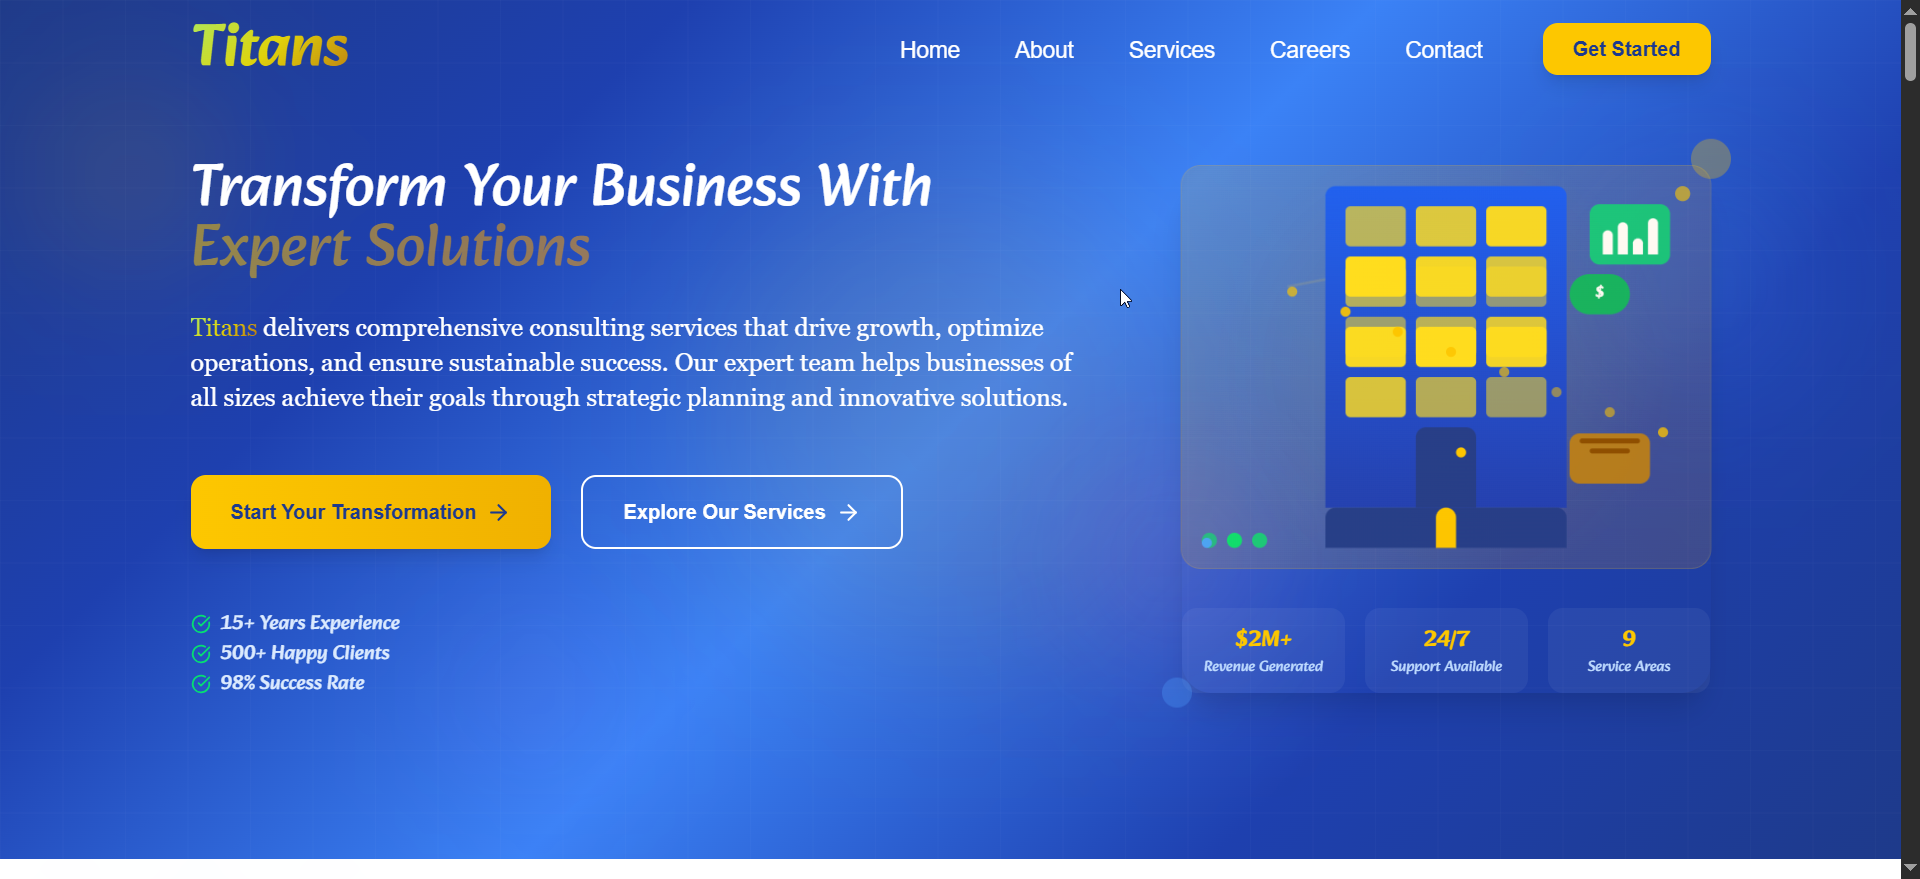 Titans
Home
About
Services
Careers
Contact
Get Started
Transform Your Business With
Expert Solutions
Titans delivers comprehensive consulting services that drive growth, optimize
operations, and ensure sustainable success. Our expert team helps businesses of
all sizes achieve their goals through strategic planning and innovative solutions.
Start Your Transformation
Explore Our Services
15+ Years Experience
500+ Happy Clients
98% Success Rate
$
$2M+
Revenue Generated
24/7
Support Available
9
Service Areas